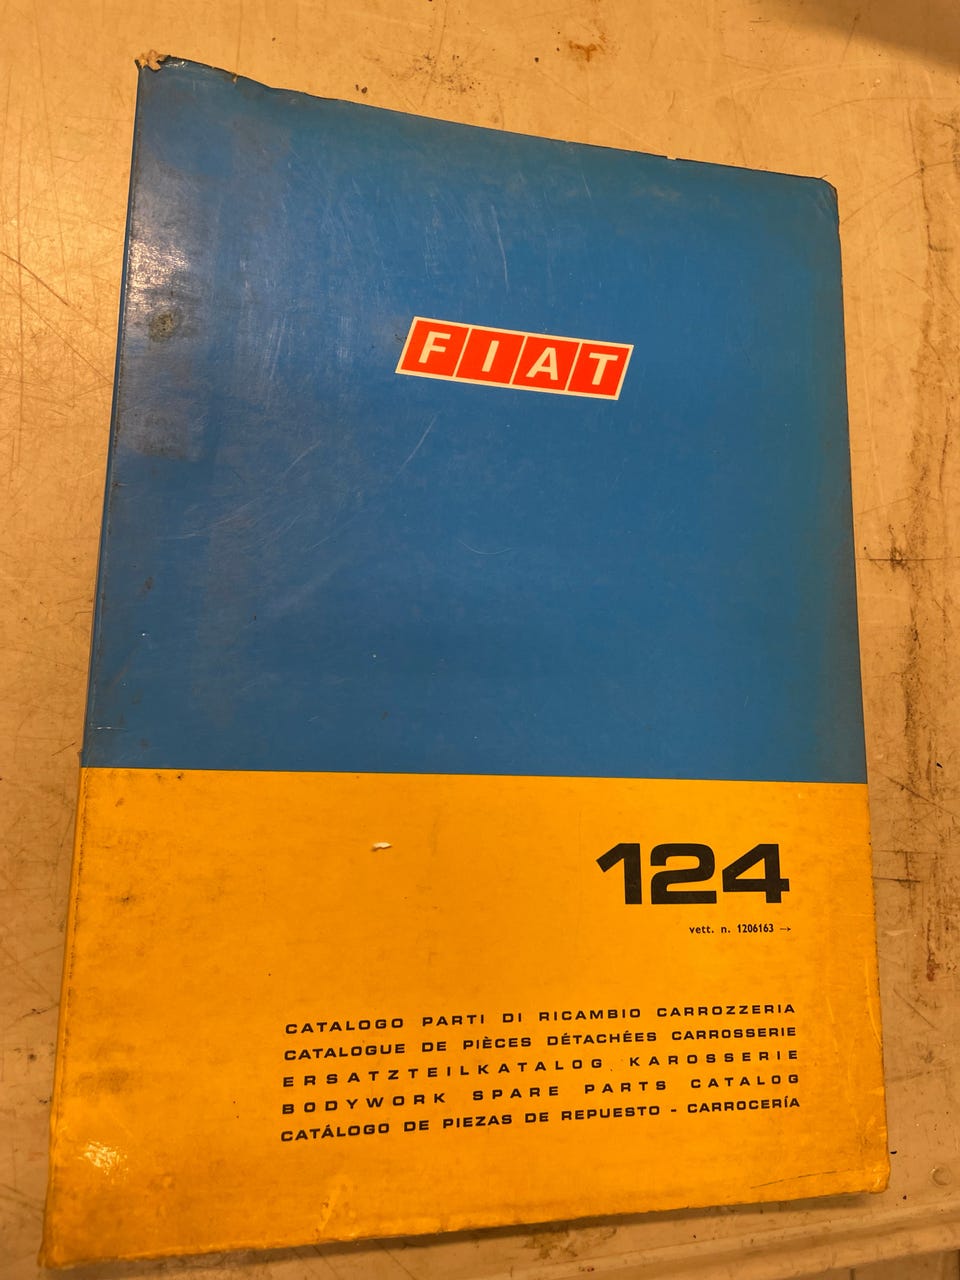 FIAT
124
vett. n. 1206163 →
CATALOGO PARTI DI RICAMBIO CARROZZERIA
CATALOGUE DE PIÈCES DÉTACHÉES CARROSSERIE
ERSATZTEILKATALOG KAROSSERIE
BODYWORK SPARE PARTS CATALOG
CATÁLOGO DE PIEZAS DE REPUESTO - CARROCERÍA